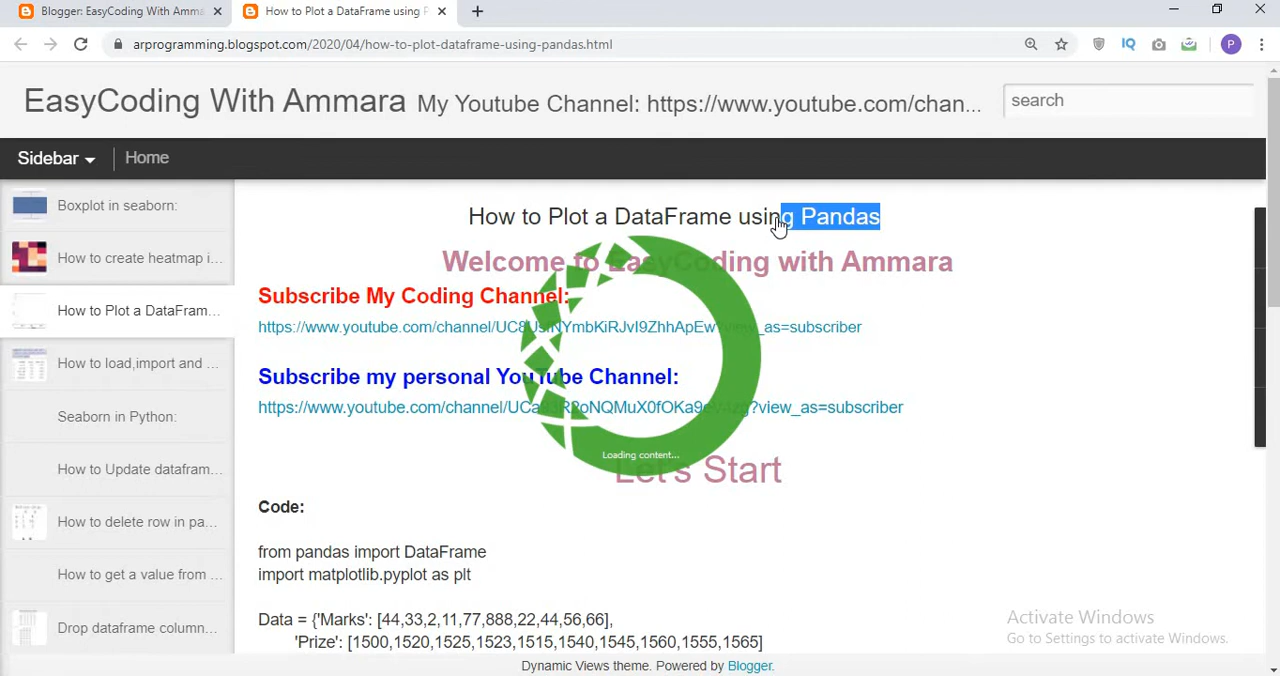 Blogger: EasyCoding With Amma
How to Plot a DataFrame using P
arprogramming.blogspot.com/2020/04/how-to-plot-dataframe-using-pandas.html
IQ
P
EasyCoding With Ammara My Youtube Channel: https://www.youtube.com/chan...
search
Sidebar
Home
Boxplot in seaborn:
How to create heatmap i...
How to Plot a DataFram...
How to load,import and ...
Seaborn in Python:
How to Update datafram...
How to delete row in pa...
How to get a value from ...
Drop dataframe column...
How to Plot a DataFrame using Pandas
Welcome to EasyCoding with Ammara
Subscribe My Coding Channel:
Subscribe my personal YouTube Channel:
Loading content...
Let's Start
Code:
from pandas import DataFrame
import matplotlib.pyplot as plt
Data = {'Marks': [44,33,2,11,77,888,22,44,56,66],
'Prize': [1500,1520,1525,1523,1515,1540,1545,1560,1555,1565]
Activate Windows
Go to Settings to activate Windows.
Dynamic Views theme. Powered by Blogger.